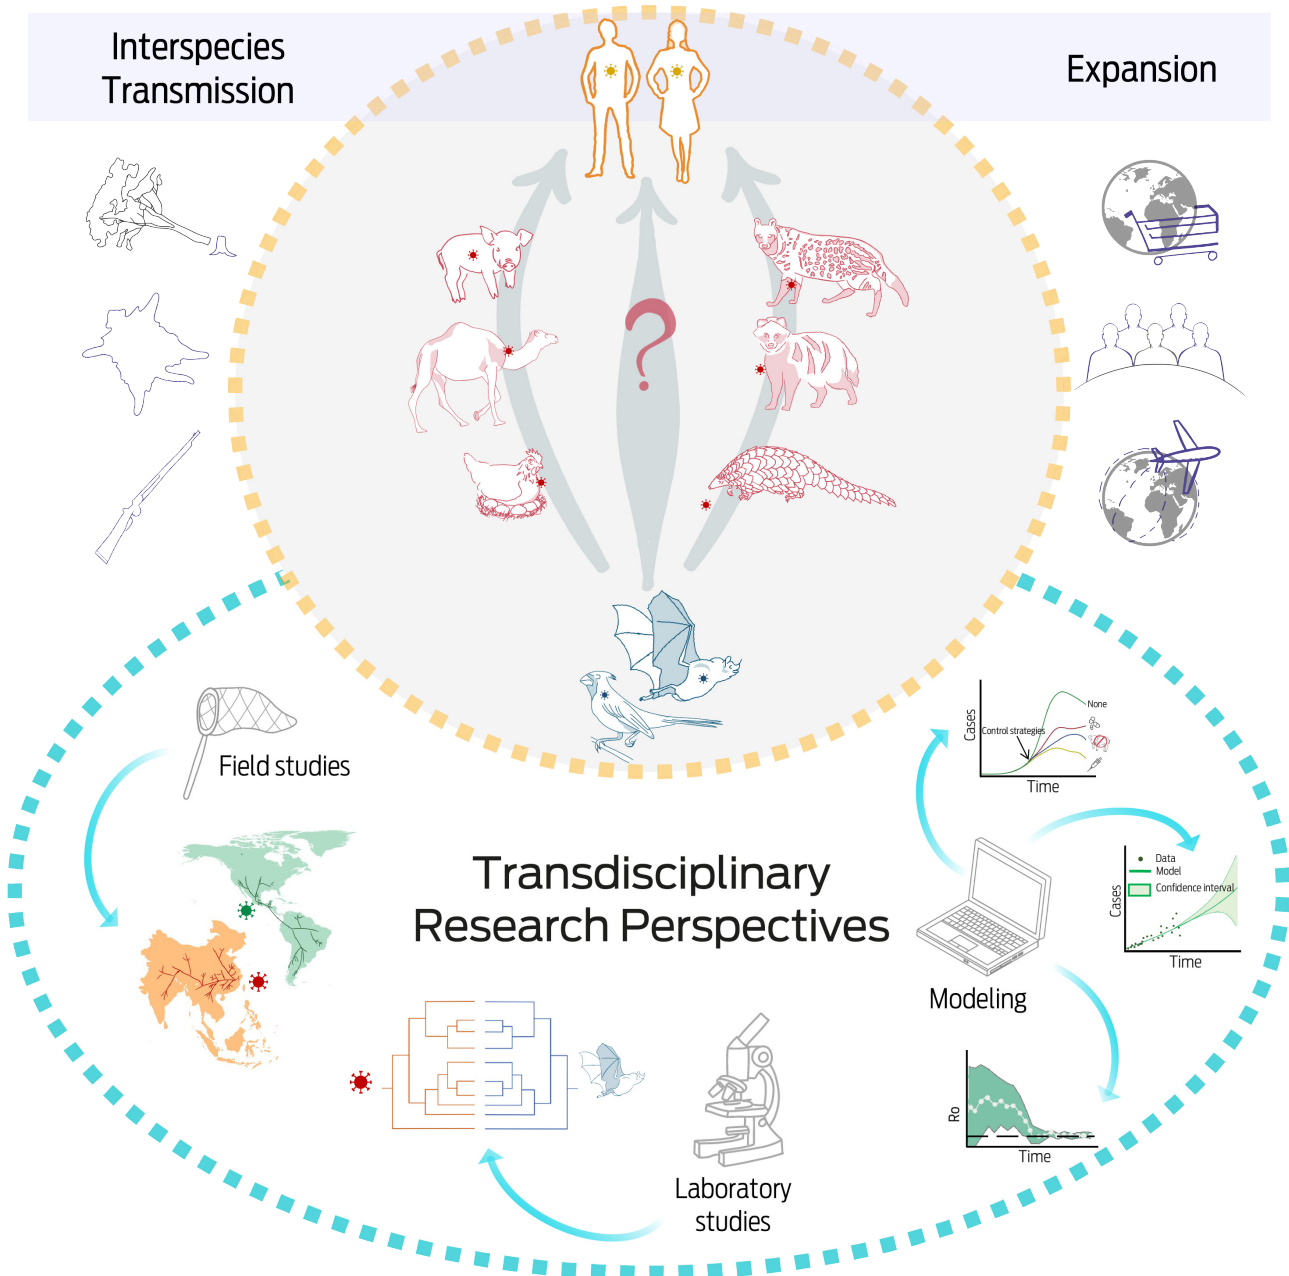 Interspecies
Transmission
Expansion
?
Field studies
Transdisciplinary
Research Perspectives
Cases
Control strategies
None
Time
Cases
Data
Model
Confidence interval
Time
Modeling
Ro
Time
Laboratory
studies